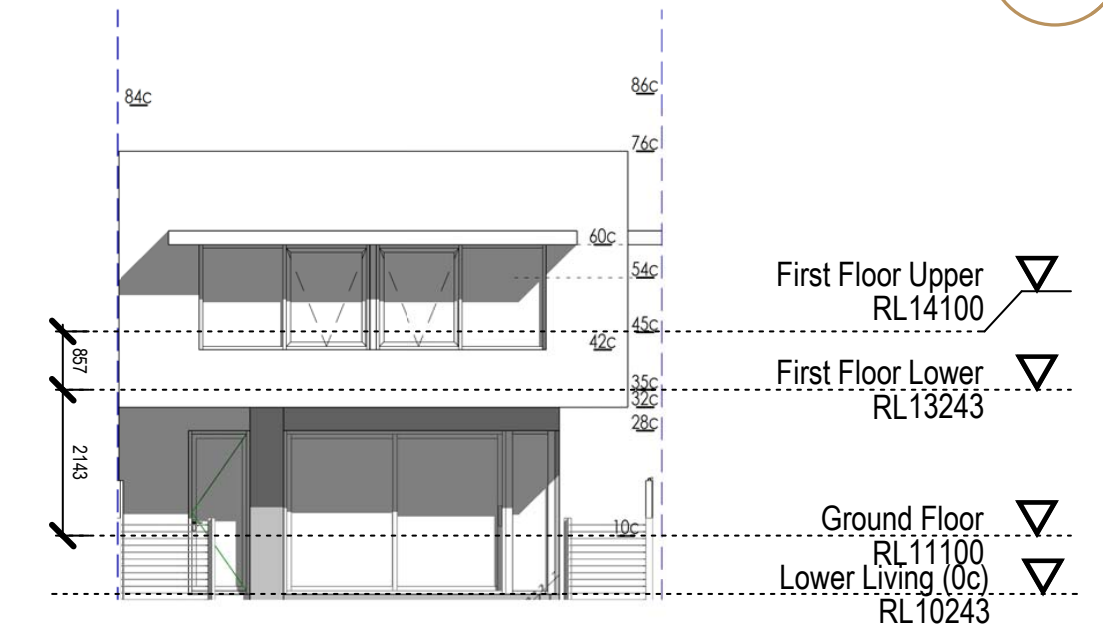 86c
84c
76c
60c
54c
First Floor Upper
RL14100
45c
42c
857
First Floor Lower
RL13243
35c
32c
28c
2143
10c
Ground Floor
RL11100
Lower Living (0c)
RL10243